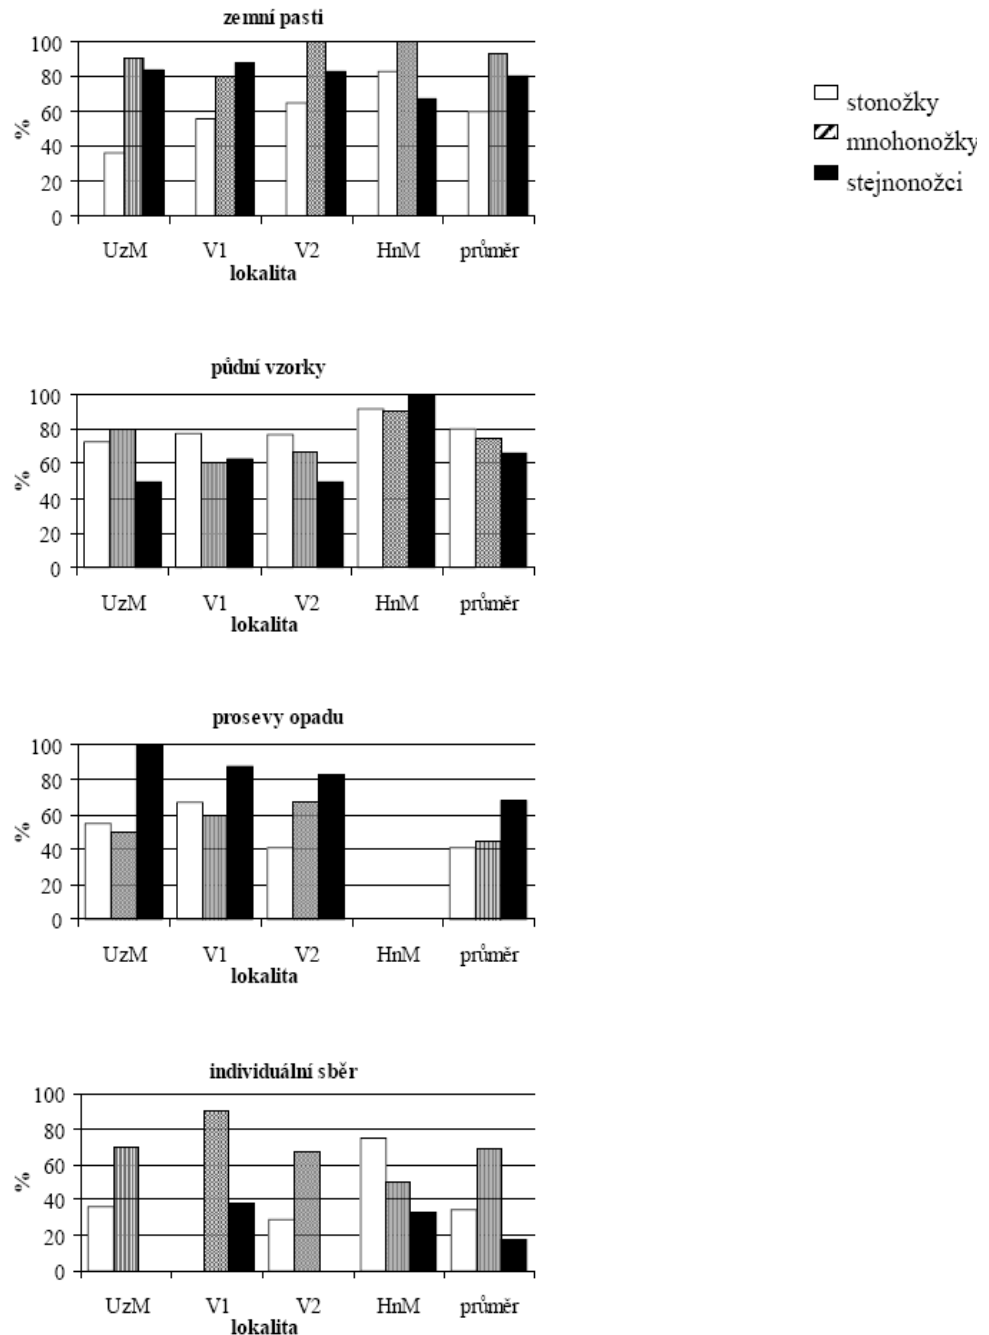 zemní pasti
100
80
60
40
20
0
%
UzM V1 V2 HnM průměr
lokalita
stonožky
mnohonožky
stejnonožci
půdní vzorky
100
80
60
40
20
0
%
UzM V1 V2 HnM průměr
lokalita
prosevy opadu
100
80
60
40
20
0
%
UzM V1 V2 HnM průměr
lokalita
individuální sběr
100
80
60
40
20
0
%
UzM V1 V2 HnM průměr
lokalita